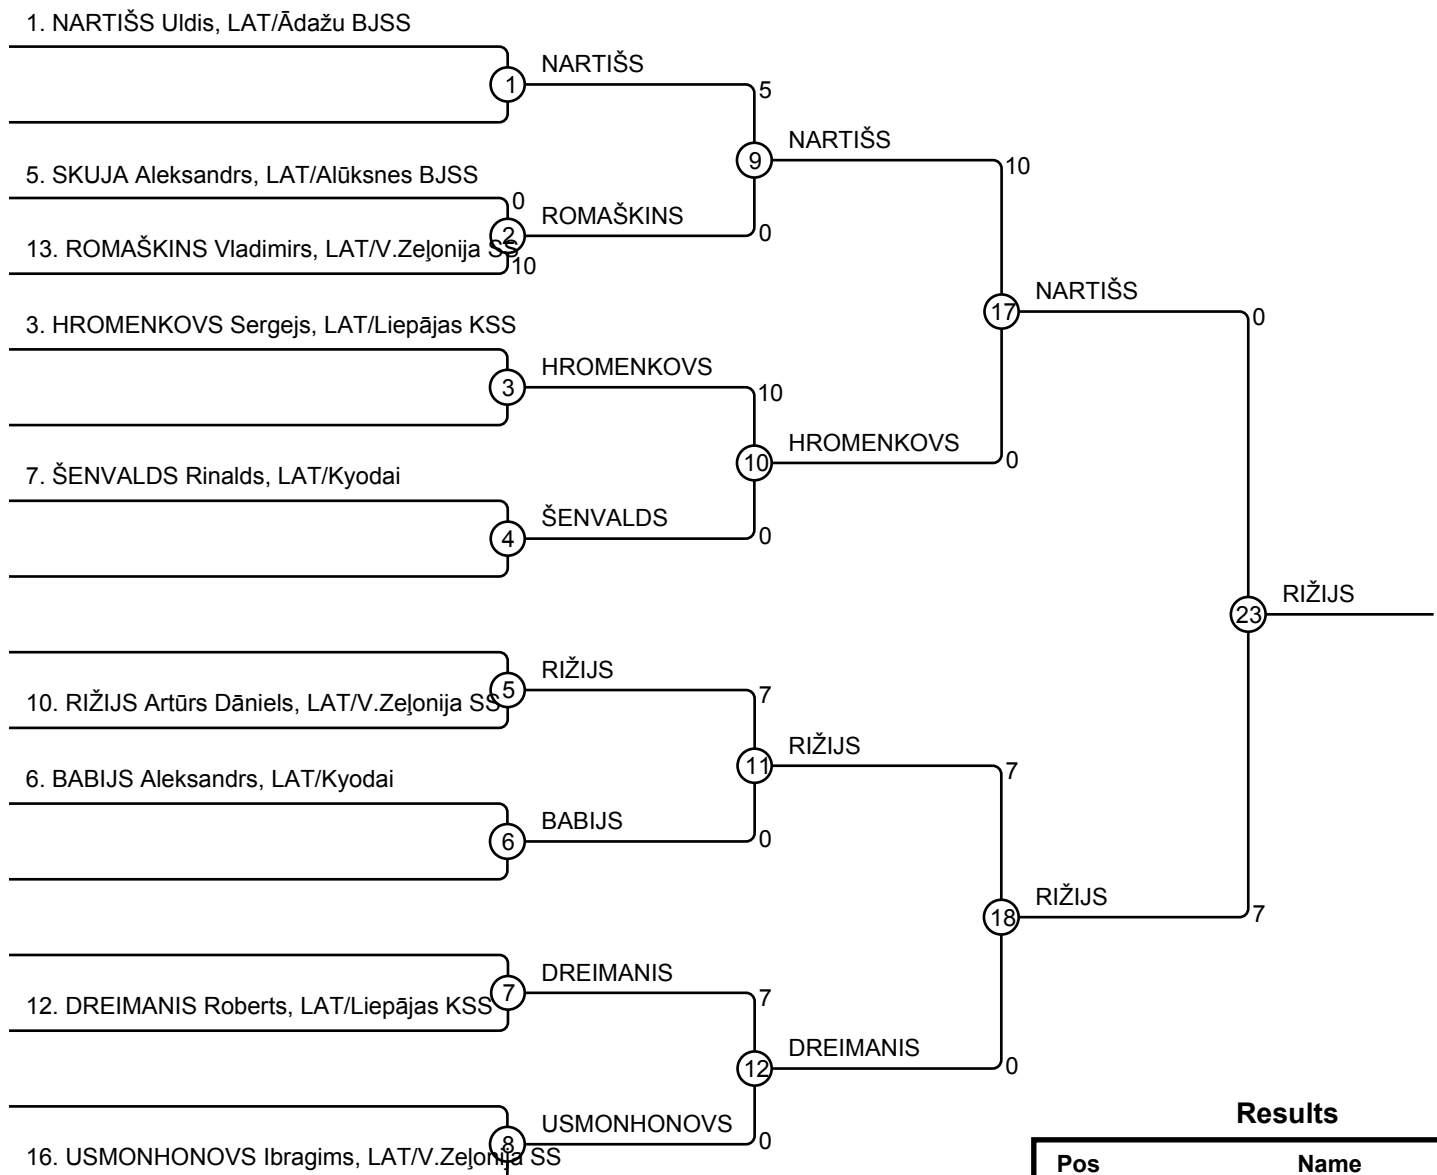 1. NARTIŠS Uldis, LAT/Ādažu BJSS
1
NARTIŠS
5
5. SKUJA Aleksandrs, LAT/Alūksnes BJSS
0
2
ROMAŠKINS
0
13. ROMAŠKINS Vladimirs, LAT/V.Zeļonija SS
10
9
NARTIŠS
10
3. HROMENKOVS Sergejs, LAT/Liepājas KSS
3
HROMENKOVS
10
7. ŠENVALDS Rinalds, LAT/Kyodai
4
ŠENVALDS
0
10
HROMENKOVS
0
17
NARTIŠS
0
10. RIŽIJS Artūrs Dāniels, LAT/V.Zeļonija SS
5
RIŽIJS
7
6. BABIJS Aleksandrs, LAT/Kyodai
6
BABIJS
0
11
RIŽIJS
7
12. DREIMANIS Roberts, LAT/Liepājas KSS
7
DREIMANIS
7
16. USMONHONOVS Ibragims, LAT/V.Zeļonija SS
8
USMONHONOVS
0
12
DREIMANIS
0
18
RIŽIJS
7
23
RIŽIJS
Results
Pos Name